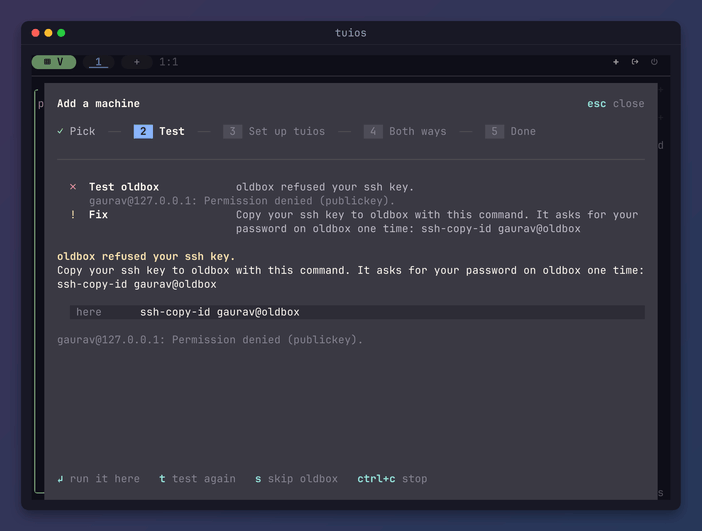 tuios
V 1 + 1:1
p
Add a machine esc close
✓ Pick — 2 Test — 3 Set up tuios — 4 Both ways — 5 Done
d
✕ Test oldbox oldbox refused your ssh key.
gaurav@127.0.0.1: Permission denied (publickey).
! Fix Copy your ssh key to oldbox with this command. It asks for your
password on oldbox one time: ssh-copy-id gaurav@oldbox
oldbox refused your ssh key.
Copy your ssh key to oldbox with this command. It asks for your password on oldbox one time:
ssh-copy-id gaurav@oldbox
here ssh-copy-id gaurav@oldbox
gaurav@127.0.0.1: Permission denied (publickey).
↲ run it here t test again s skip oldbox ctrl+c stop
s